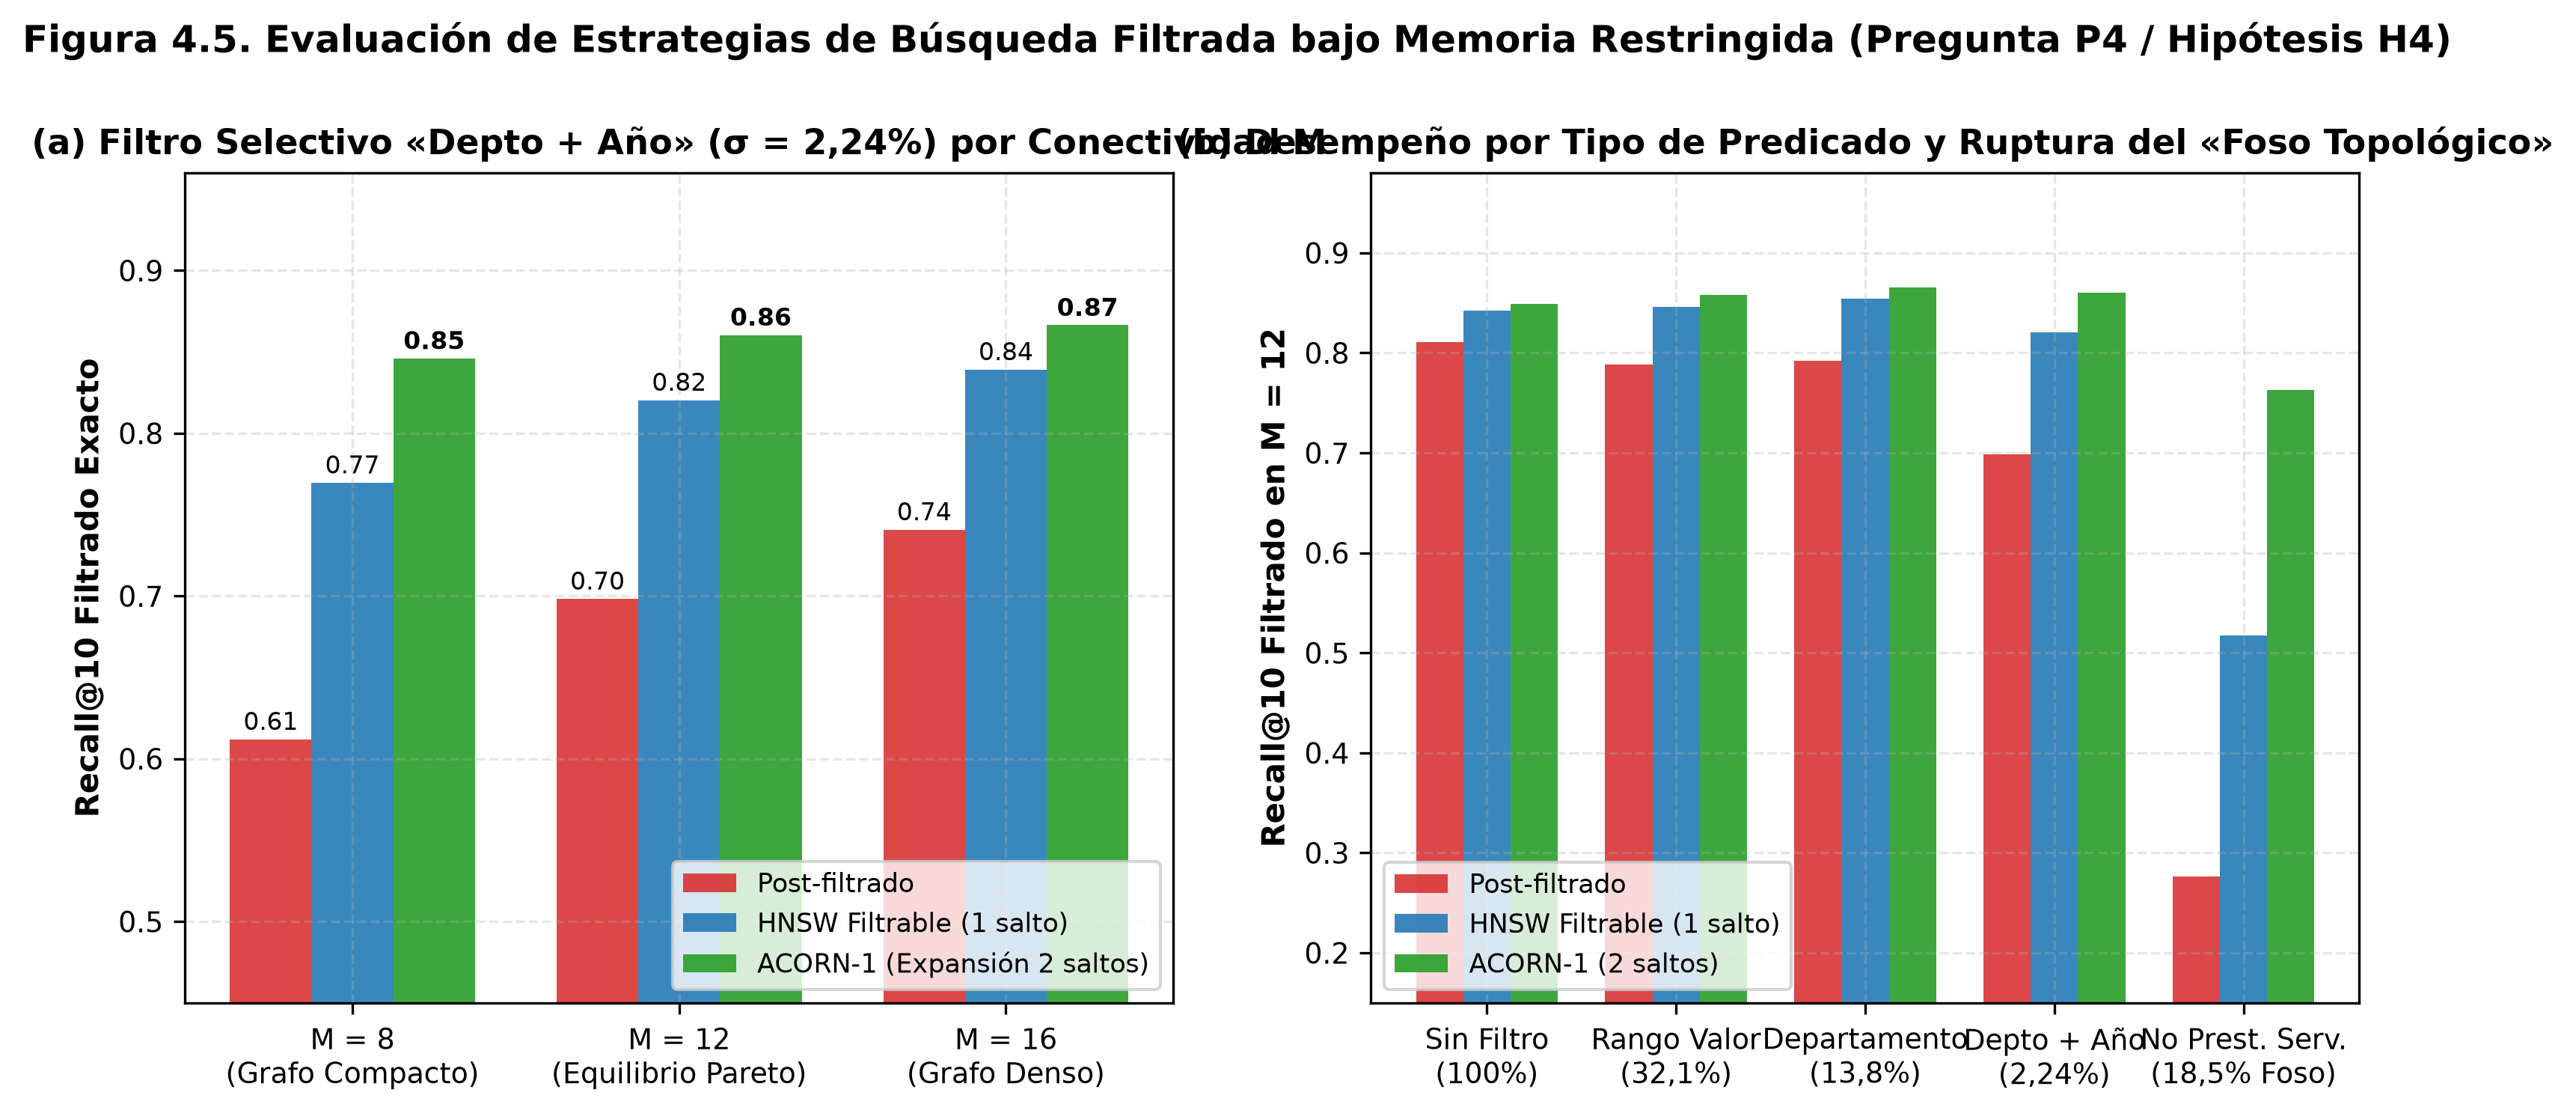 Figura 4.5. Evaluación de Estrategias de Búsqueda Filtrada bajo Memoria Restringida (Pregunta P4 / Hipótesis H4)
(a) Filtro Selectivo «Depto + Año» (σ = 2,24%) por Conectividad M
Recall@10 Filtrado Exacto
0.9
0.8
0.7
0.6
0.5
0.61
0.77
0.85
0.70
0.82
0.86
0.74
0.84
0.87
Post-filtrado
HNSW Filtrable (1 salto)
ACORN-1 (Expansión 2 saltos)
M = 8
(Grafo Compacto)
M = 12
(Equilibrio Pareto)
M = 16
(Grafo Denso)
(b) Desempeño por Tipo de Predicado y Ruptura del «Foso Topológico»
Recall@10 Filtrado en M = 12
0.9
0.8
0.7
0.6
0.5
0.4
0.3
0.2
Post-filtrado
HNSW Filtrable (1 salto)
ACORN-1 (2 saltos)
Sin Filtro
(100%)
Rango Valor
(32,1%)
Departamento
(13,8%)
Depto + Año
(2,24%)
No Prest. Serv.
(18,5% Foso)